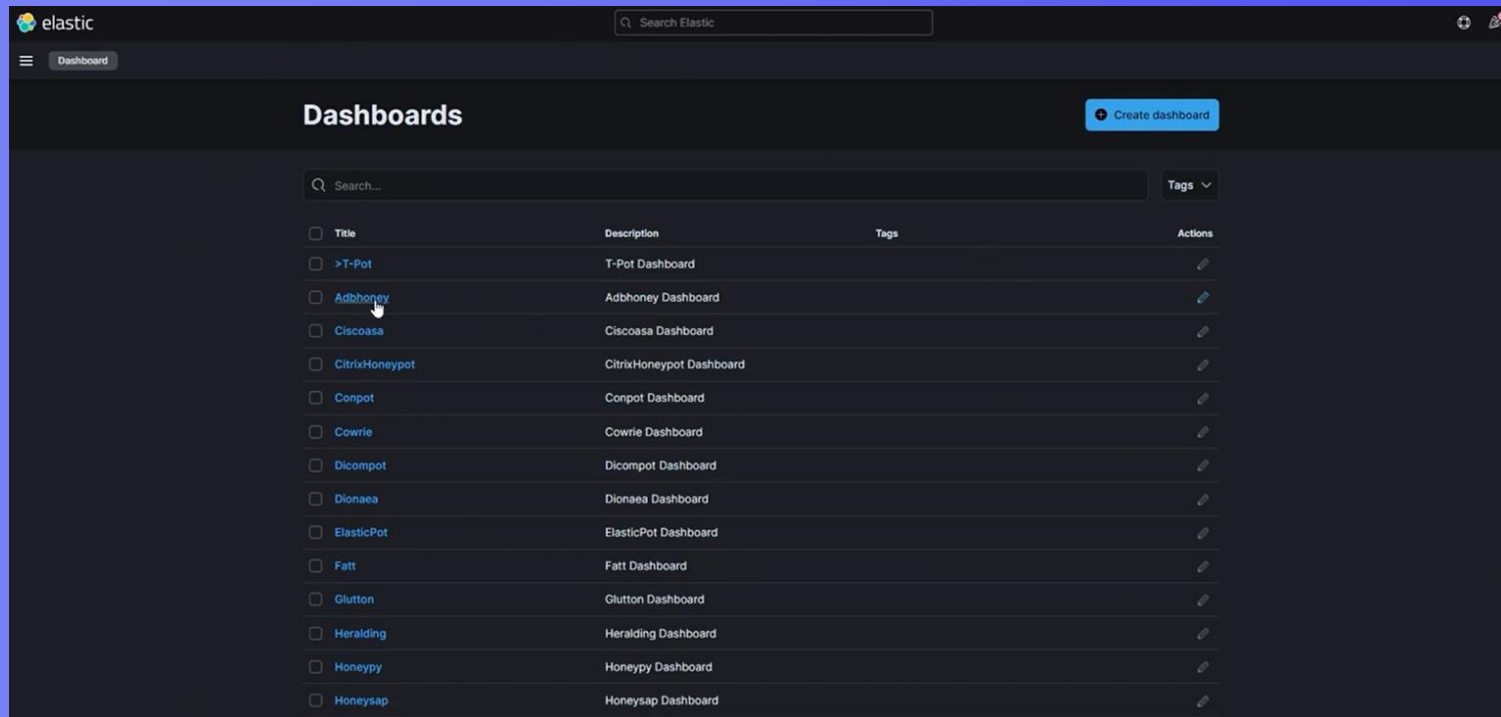 elastic
Search Elastic
Dashboard
Dashboards
Create dashboard
Search...
Tags
Title Description Tags Actions
>T-Pot T-Pot Dashboard
Adbhoney Adbhoney Dashboard
Ciscoasa Ciscoasa Dashboard
CitrixHoneypot CitrixHoneypot Dashboard
Conpot Conpot Dashboard
Cowrie Cowrie Dashboard
Dicompot Dicompot Dashboard
Dionaea Dionaea Dashboard
ElasticPot ElasticPot Dashboard
Fatt Fatt Dashboard
Glutton Glutton Dashboard
Heralding Heralding Dashboard
Honeypy Honeypy Dashboard
Honeysap Honeysap Dashboard